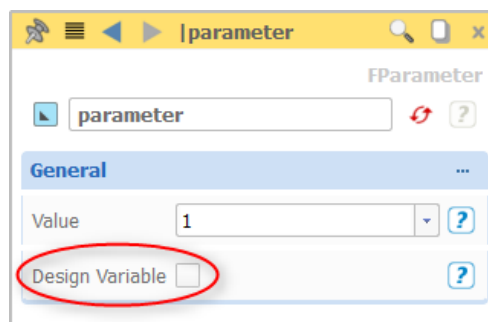 |parameter
FParameter
parameter ?
General ...
Value 1 ?
Design Variable ?